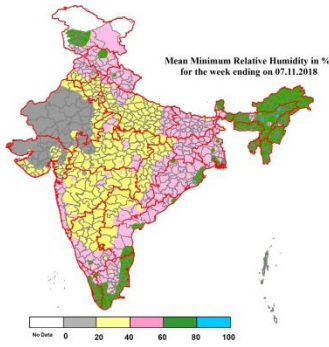 Mean Minimum Relative Humidity in %
for the week ending on 07.11.2018
No Data 0 20 40 60 80 100